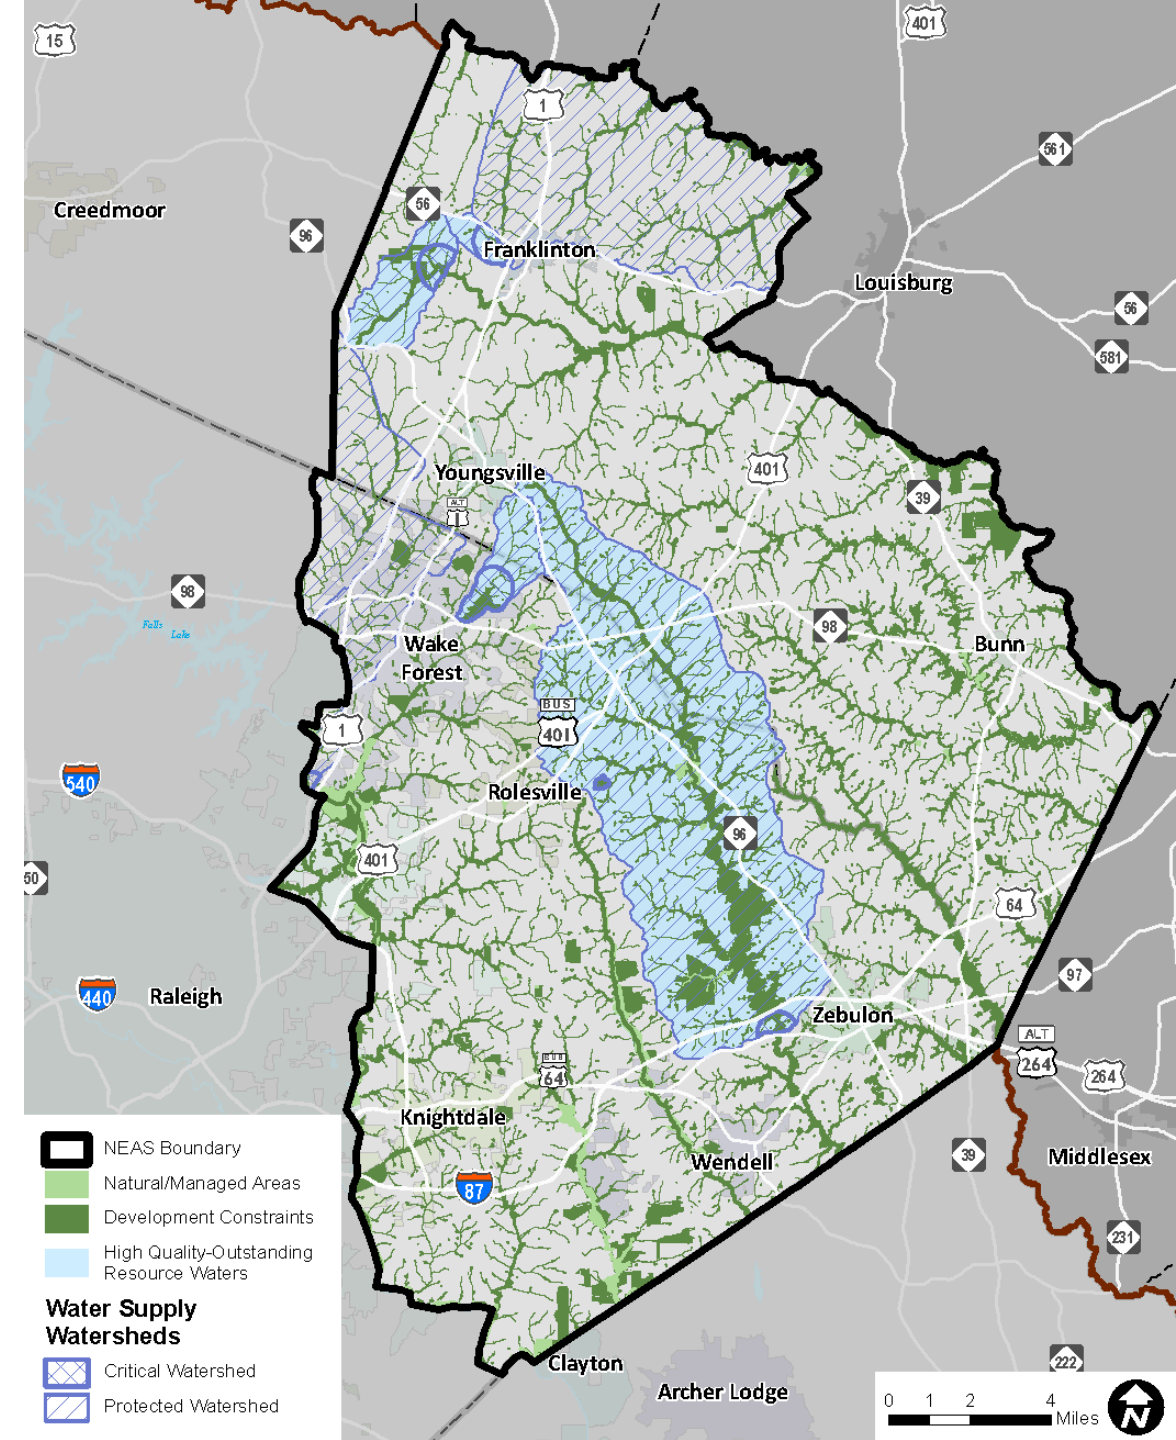 15
401
1
561
Creedmoor
56
96
Franklinton
Louisburg
56
581
Youngsville
401
39
ALT
1
98
Falls
Lake
98
Wake
Forest
Bunn
BUS
401
1
540
Rolesville
96
401
50
64
440
Raleigh
97
Zebulon
ALT
264
264
BUS
64
Knightdale
Wendell
39
Middlesex
87
231
Clayton
222
Archer Lodge
NEAS Boundary
Natural/Managed Areas
Development Constraints
High Quality-Outstanding
Resource Waters
Water Supply
Watersheds
Critical Watershed
Protected Watershed
0 1 2 4
Miles
N